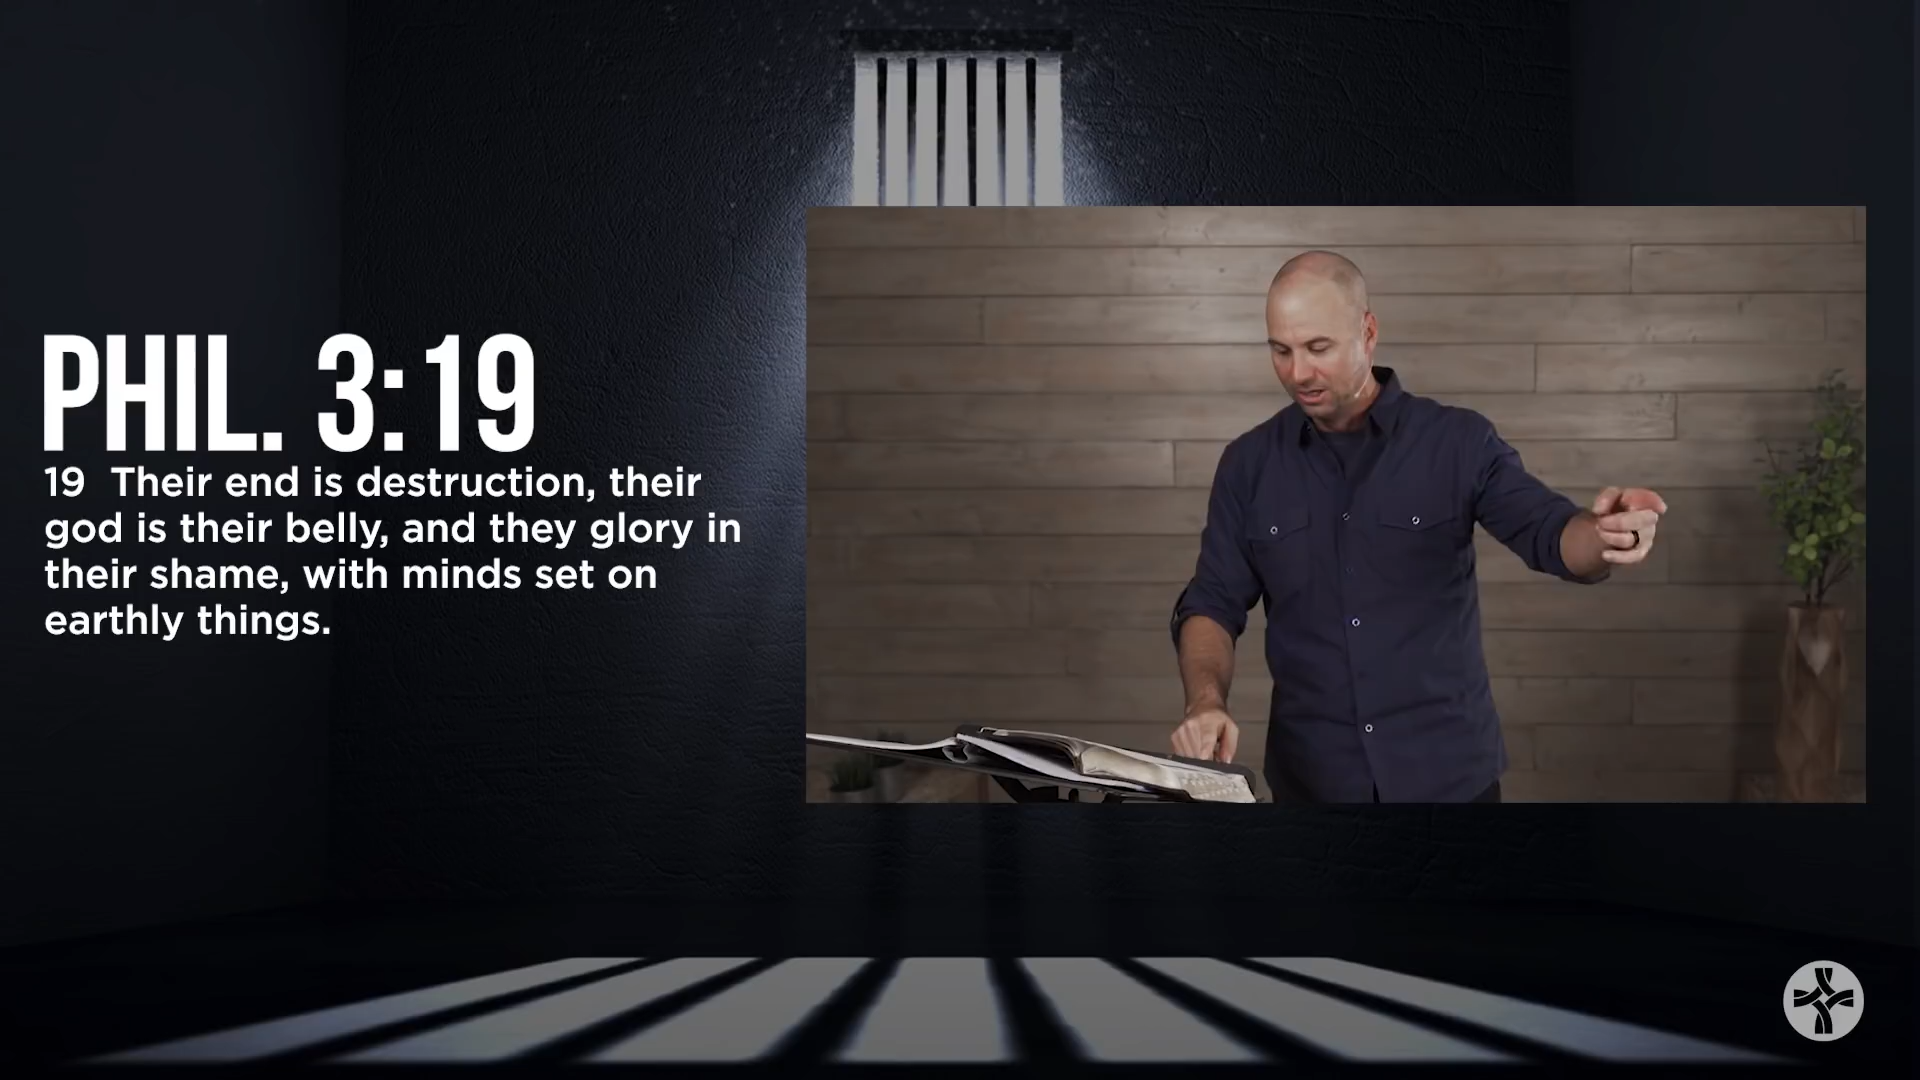 PHIL. 3:19
19 Their end is destruction, their
god is their belly, and they glory in
their shame, with minds set on
earthly things.